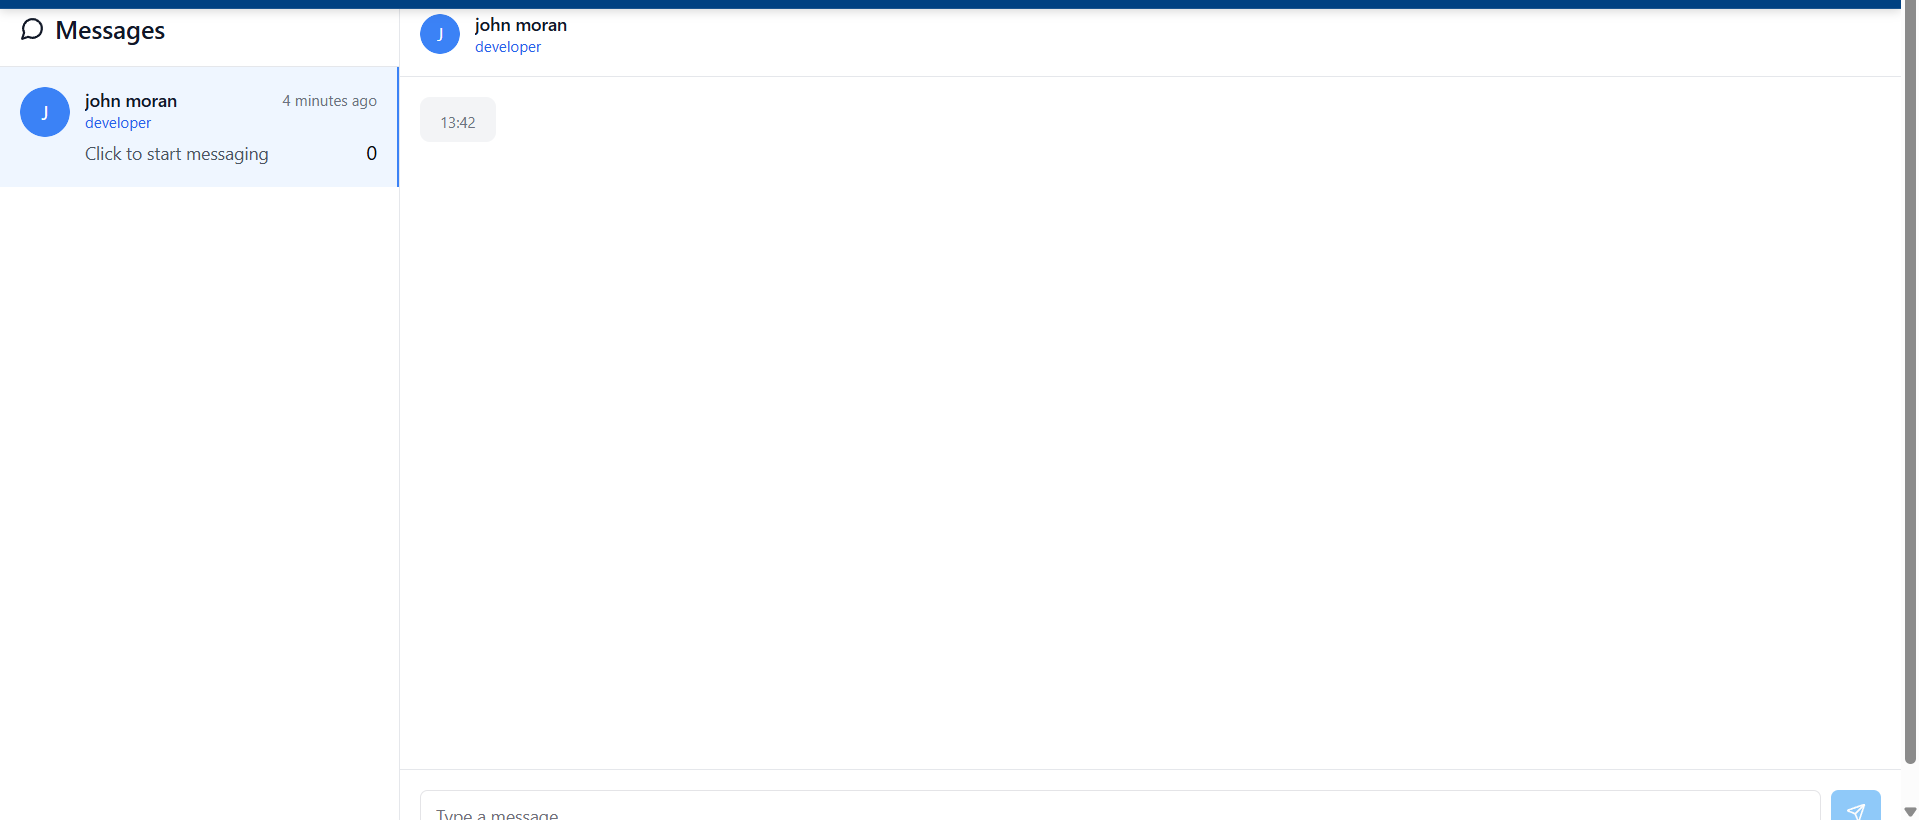 Messages
J
john moran
4 minutes ago
developer
Click to start messaging
0
J
john moran
developer
13:42
Type a message